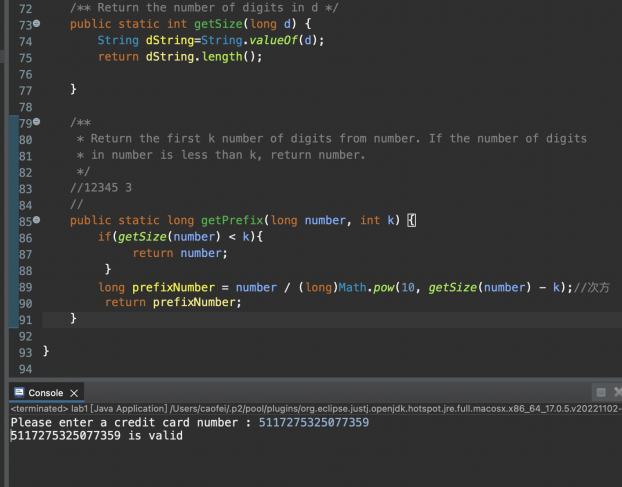 72 /** Return the number of digits in d */
73 public static int getSize(long d) {
74 String dString=String.valueOf(d);
75 return dString.length();
76
77 }
78
79 /**
80 * Return the first k number of digits from number. If the number of digits
81 * in number is less than k, return number.
82 */
83 //12345 3
84 //
85 public static long getPrefix(long number, int k) {
86 if(getSize(number) < k){
87 return number;
88 }
89 long prefixNumber = number / (long)Math.pow(10, getSize(number) - k);//次方
90 return prefixNumber;
91 }
92
93 }
94
Console
<terminated> lab1 [Java Application] /Users/caofei/.p2/pool/plugins/org.eclipse.justj.openjdk.hotspot.jre.full.macosx.x86_64_17.0.5.v20221102-
Please enter a credit card number : 5117275325077359
5117275325077359 is valid